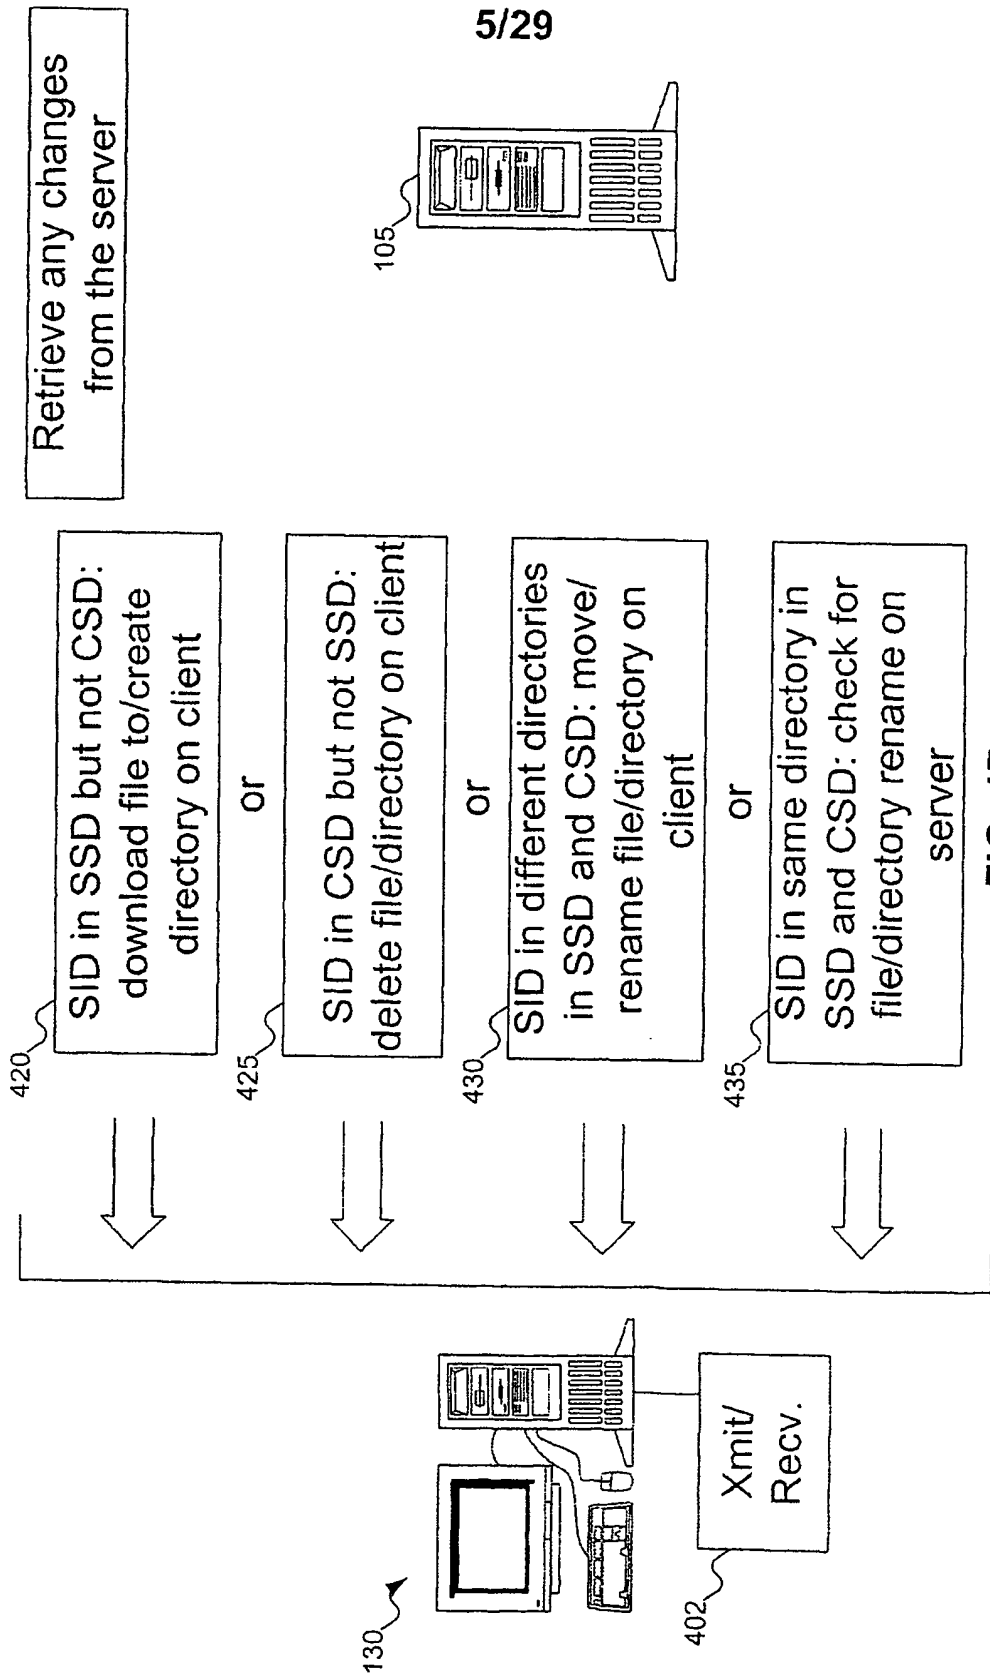 5/29
Retrieve any changes
from the server
105
420
SID in SSD but not CSD:
download file to/create
directory on client
or
425
SID in CSD but not SSD:
delete file/directory on client
or
430
SID in different directories
in SSD and CSD: move/
rename file/directory on
client
or
435
SID in same directory in
SSD and CSD: check for
file/directory rename on
server
130
402
Xmit/
Recv.